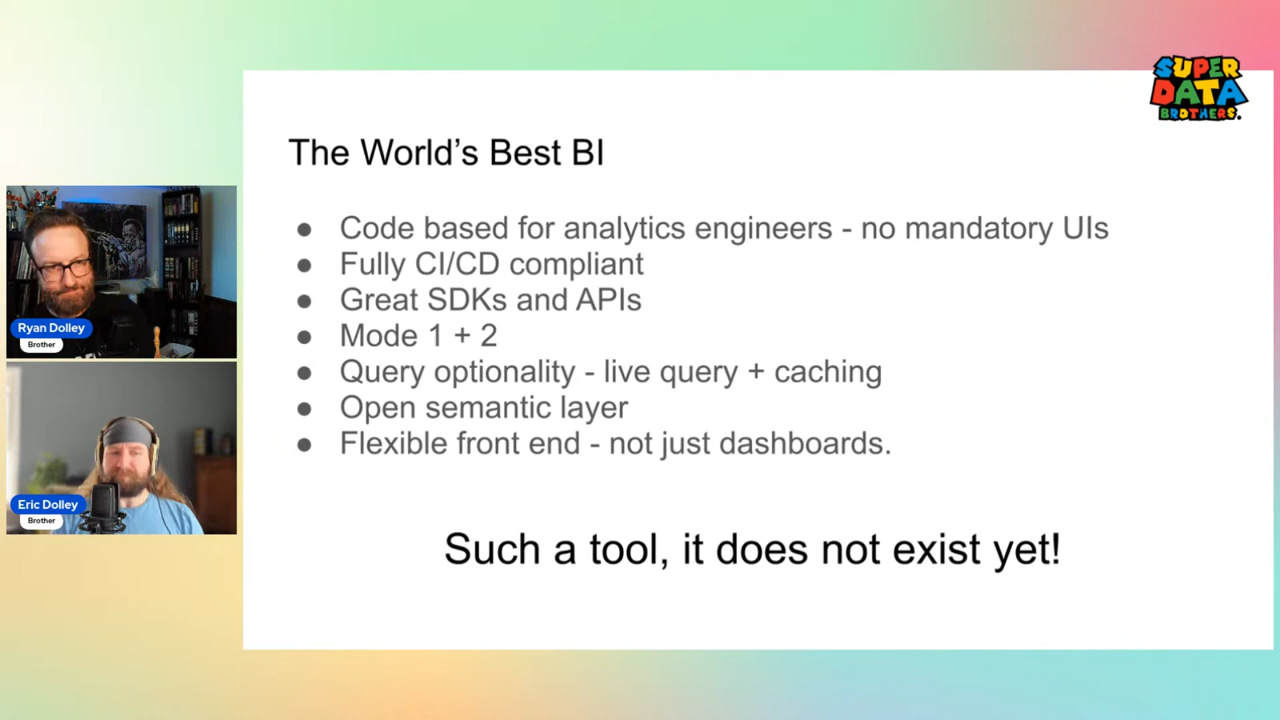 SUPER
DATA
BROTHERS.
The World's Best BI
● Code based for analytics engineers - no mandatory UIs
● Fully CI/CD compliant
● Great SDKs and APIs
● Mode 1 + 2
● Query optionality - live query + caching
● Open semantic layer
● Flexible front end - not just dashboards.
Such a tool, it does not exist yet!
Ryan Dolley
Brother
Eric Dolley
Brother